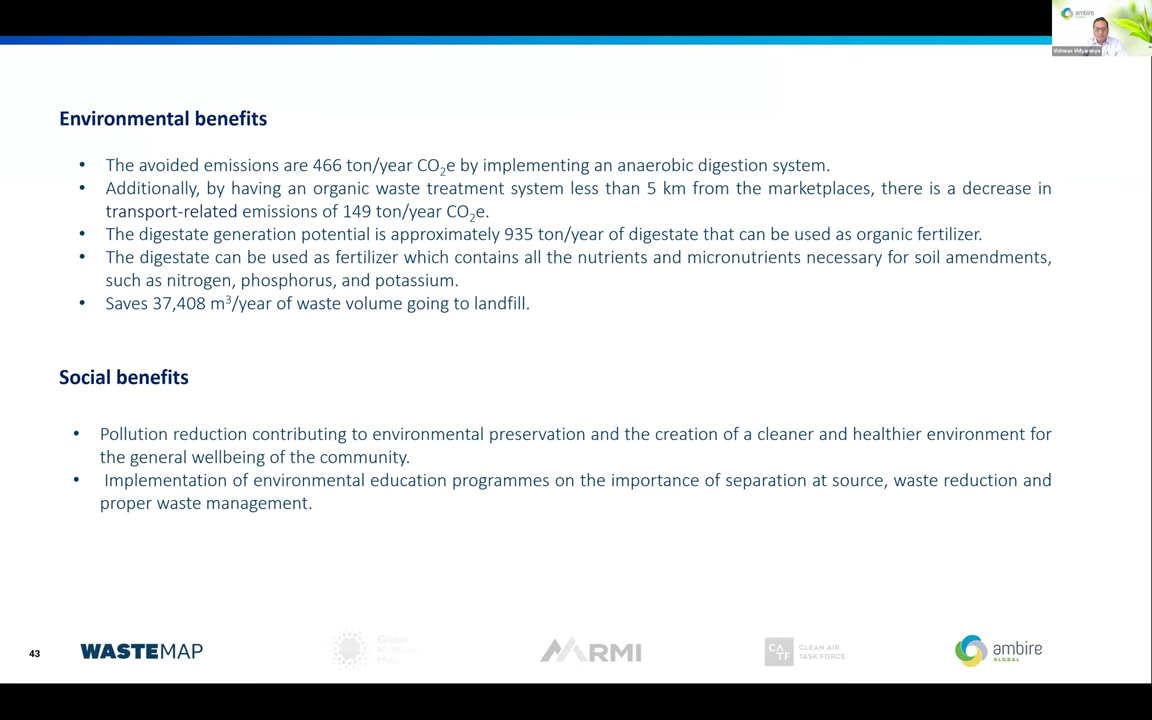 ambire
Vishwas Vidyaranya
Environmental benefits
• The avoided emissions are 466 ton/year CO₂e by implementing an anaerobic digestion system.
• Additionally, by having an organic waste treatment system less than 5 km from the marketplaces, there is a decrease in
transport-related emissions of 149 ton/year CO₂e.
• The digestate generation potential is approximately 935 ton/year of digestate that can be used as organic fertilizer.
• The digestate can be used as fertilizer which contains all the nutrients and micronutrients necessary for soil amendments,
such as nitrogen, phosphorus, and potassium.
• Saves 37,408 m³/year of waste volume going to landfill.
Social benefits
• Pollution reduction contributing to environmental preservation and the creation of a cleaner and healthier environment for
the general wellbeing of the community.
• Implementation of environmental education programmes on the importance of separation at source, waste reduction and
proper waste management.
43
WASTEMAP
Global
Methane
Hub
RMI
CATF
CLEAN AIR
TASK FORCE
ambire
GLOBAL